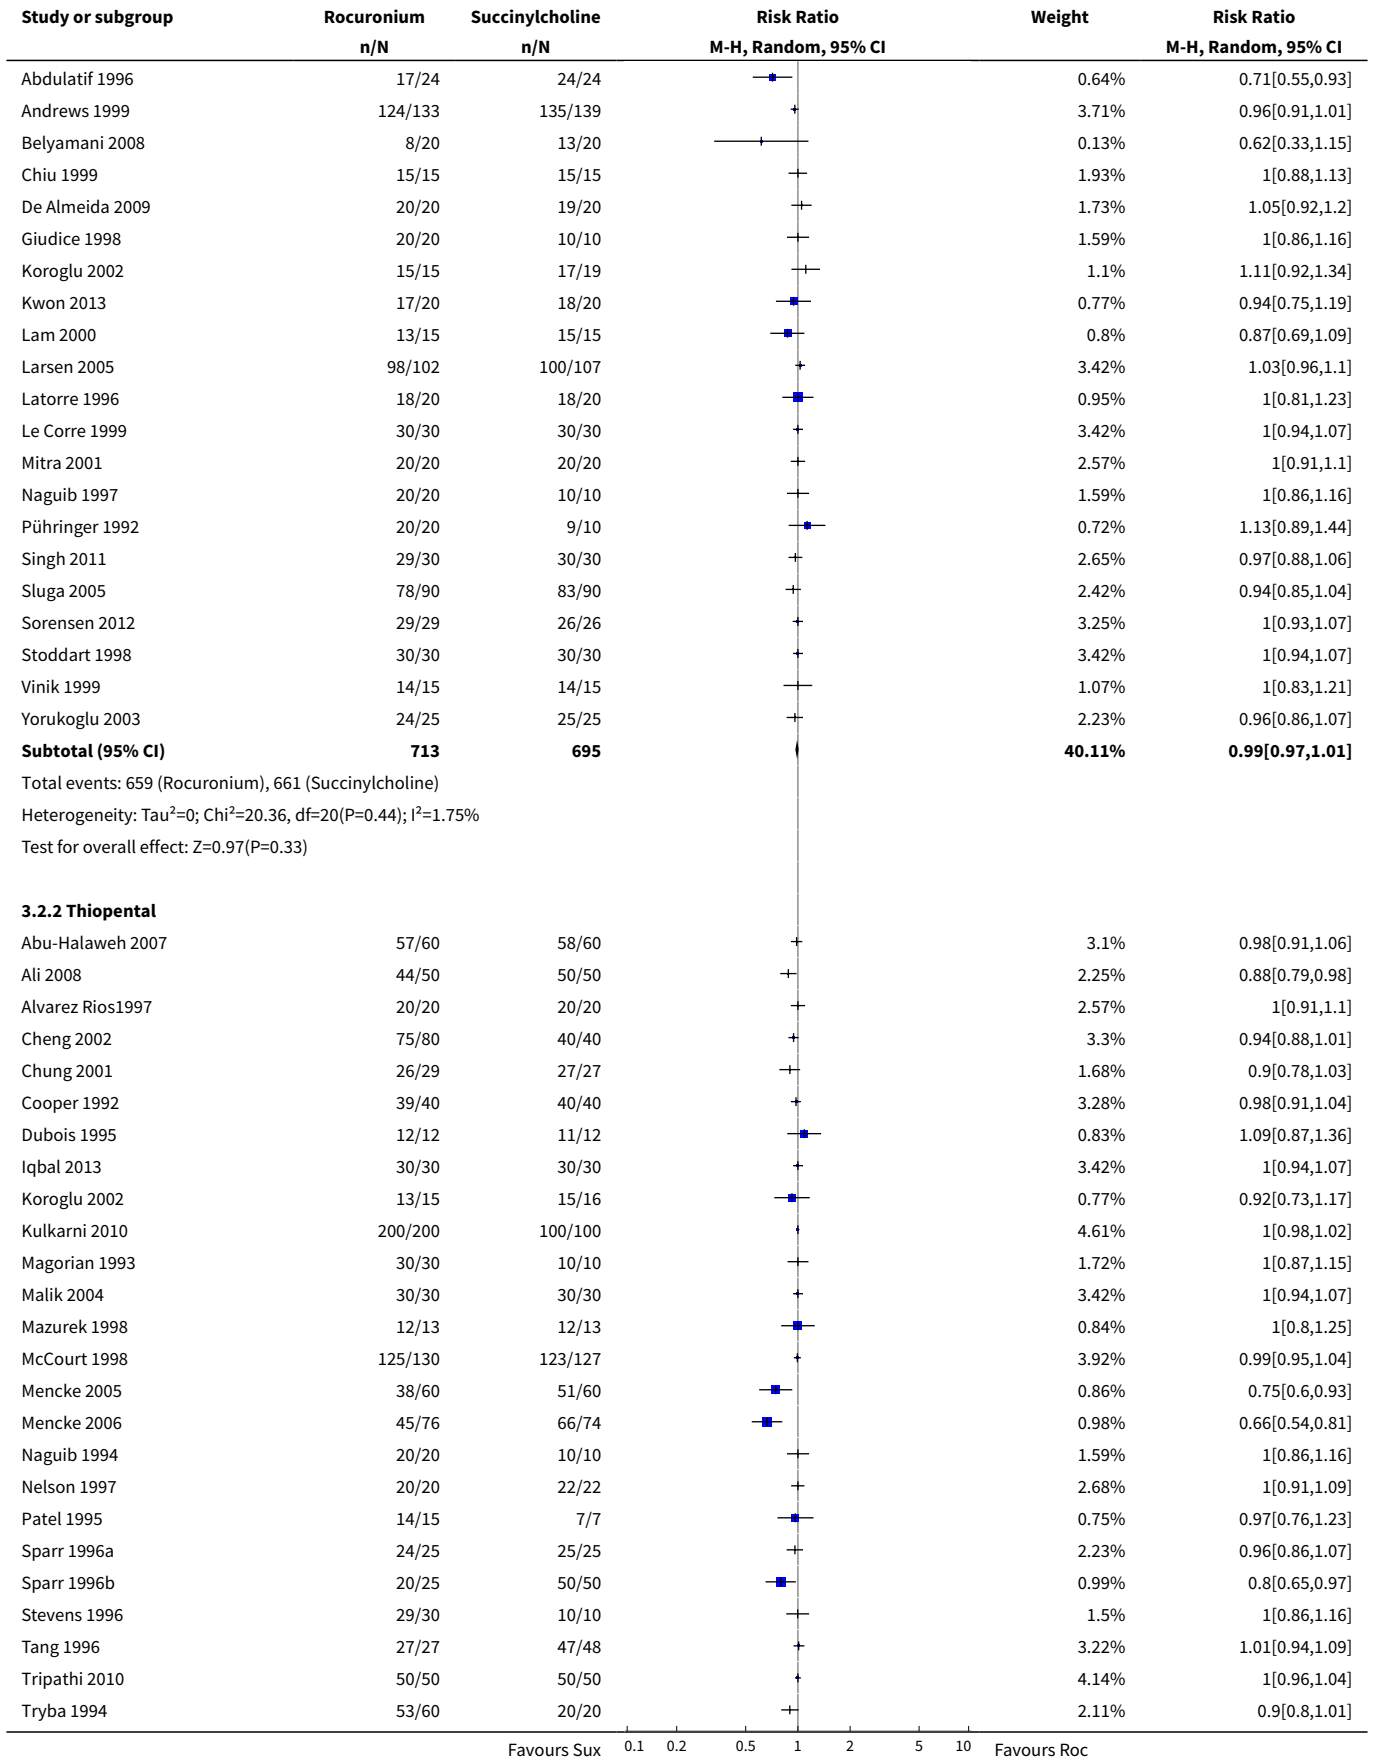 Study or subgroup Rocuronium Succinylcholine Risk Ratio Weight Risk Ratio
n/N n/N M-H, Random, 95% CI M-H, Random, 95% CI
Abdulatif 1996 17/24 24/24 0.64% 0.71[0.55,0.93]
Andrews 1999 124/133 135/139 3.71% 0.96[0.91,1.01]
Belyamani 2008 8/20 13/20 0.13% 0.62[0.33,1.15]
Chiu 1999 15/15 15/15 1.93% 1[0.88,1.13]
De Almeida 2009 20/20 19/20 1.73% 1.05[0.92,1.2]
Giudice 1998 20/20 10/10 1.59% 1[0.86,1.16]
Koroglu 2002 15/15 17/19 1.1% 1.11[0.92,1.34]
Kwon 2013 17/20 18/20 0.77% 0.94[0.75,1.19]
Lam 2000 13/15 15/15 0.8% 0.87[0.69,1.09]
Larsen 2005 98/102 100/107 3.42% 1.03[0.96,1.1]
Latorre 1996 18/20 18/20 0.95% 1[0.81,1.23]
Le Corre 1999 30/30 30/30 3.42% 1[0.94,1.07]
Mitra 2001 20/20 20/20 2.57% 1[0.91,1.1]
Naguib 1997 20/20 10/10 1.59% 1[0.86,1.16]
Pühringer 1992 20/20 9/10 0.72% 1.13[0.89,1.44]
Singh 2011 29/30 30/30 2.65% 0.97[0.88,1.06]
Sluga 2005 78/90 83/90 2.42% 0.94[0.85,1.04]
Sorensen 2012 29/29 26/26 3.25% 1[0.93,1.07]
Stoddart 1998 30/30 30/30 3.42% 1[0.94,1.07]
Vinik 1999 14/15 14/15 1.07% 1[0.83,1.21]
Yorukoglu 2003 24/25 25/25 2.23% 0.96[0.86,1.07]
Subtotal (95% CI) 713 695 40.11% 0.99[0.97,1.01]
Total events: 659 (Rocuronium), 661 (Succinylcholine)
Heterogeneity: Tau²=0; Chi²=20.36, df=20(P=0.44); I²=1.75%
Test for overall effect: Z=0.97(P=0.33)
3.2.2 Thiopental
Abu-Halaweh 2007 57/60 58/60 3.1% 0.98[0.91,1.06]
Ali 2008 44/50 50/50 2.25% 0.88[0.79,0.98]
Alvarez Rios1997 20/20 20/20 2.57% 1[0.91,1.1]
Cheng 2002 75/80 40/40 3.3% 0.94[0.88,1.01]
Chung 2001 26/29 27/27 1.68% 0.9[0.78,1.03]
Cooper 1992 39/40 40/40 3.28% 0.98[0.91,1.04]
Dubois 1995 12/12 11/12 0.83% 1.09[0.87,1.36]
Iqbal 2013 30/30 30/30 3.42% 1[0.94,1.07]
Koroglu 2002 13/15 15/16 0.77% 0.92[0.73,1.17]
Kulkarni 2010 200/200 100/100 4.61% 1[0.98,1.02]
Magorian 1993 30/30 10/10 1.72% 1[0.87,1.15]
Malik 2004 30/30 30/30 3.42% 1[0.94,1.07]
Mazurek 1998 12/13 12/13 0.84% 1[0.8,1.25]
McCourt 1998 125/130 123/127 3.92% 0.99[0.95,1.04]
Mencke 2005 38/60 51/60 0.86% 0.75[0.6,0.93]
Mencke 2006 45/76 66/74 0.98% 0.66[0.54,0.81]
Naguib 1994 20/20 10/10 1.59% 1[0.86,1.16]
Nelson 1997 20/20 22/22 2.68% 1[0.91,1.09]
Patel 1995 14/15 7/7 0.75% 0.97[0.76,1.23]
Sparr 1996a 24/25 25/25 2.23% 0.96[0.86,1.07]
Sparr 1996b 20/25 50/50 0.99% 0.8[0.65,0.97]
Stevens 1996 29/30 10/10 1.5% 1[0.86,1.16]
Tang 1996 27/27 47/48 3.22% 1.01[0.94,1.09]
Tripathi 2010 50/50 50/50 4.14% 1[0.96,1.04]
Tryba 1994 53/60 20/20 2.11% 0.9[0.8,1.01]
Favours Sux 0.1 0.2 0.5 1 2 5 10 Favours Roc